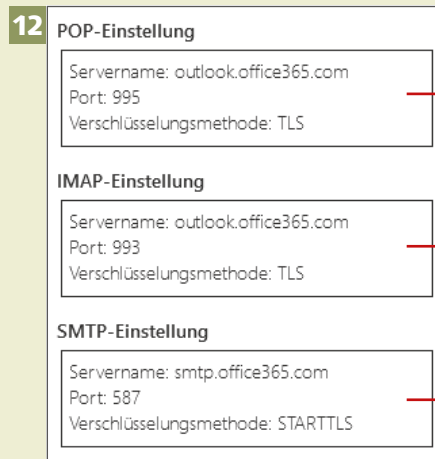 12
POP-Einstellung
Servername: outlook.office365.com
Port: 995
Verschlüsselungsmethode: TLS
IMAP-Einstellung
Servername: outlook.office365.com
Port: 993
Verschlüsselungsmethode: TLS
SMTP-Einstellung
Servername: smtp.office365.com
Port: 587
Verschlüsselungsmethode: STARTTLS